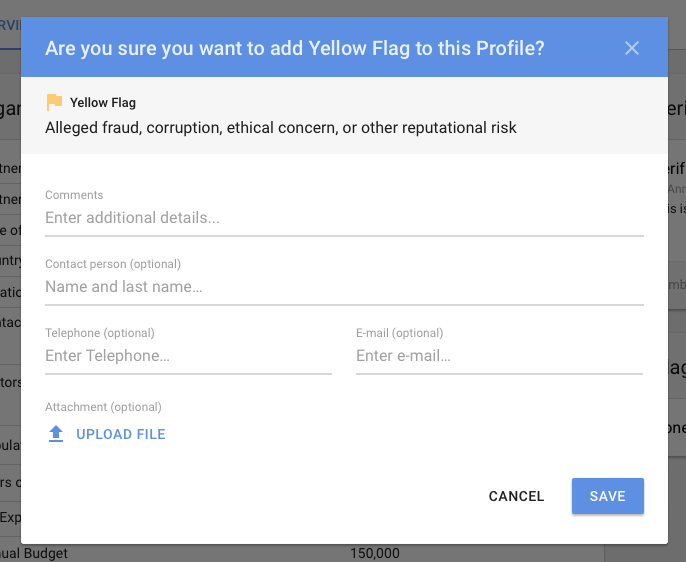 Are you sure you want to add Yellow Flag to this Profile?
Yellow Flag
Alleged fraud, corruption, ethical concern, or other reputational risk
Comments
Enter additional details...
Contact person (optional)
Name and last name...
Telephone (optional) E-mail (optional)
Enter Telephone... Enter e-mail...
Attachment (optional)
UPLOAD FILE
CANCEL SAVE
Budget 150,000